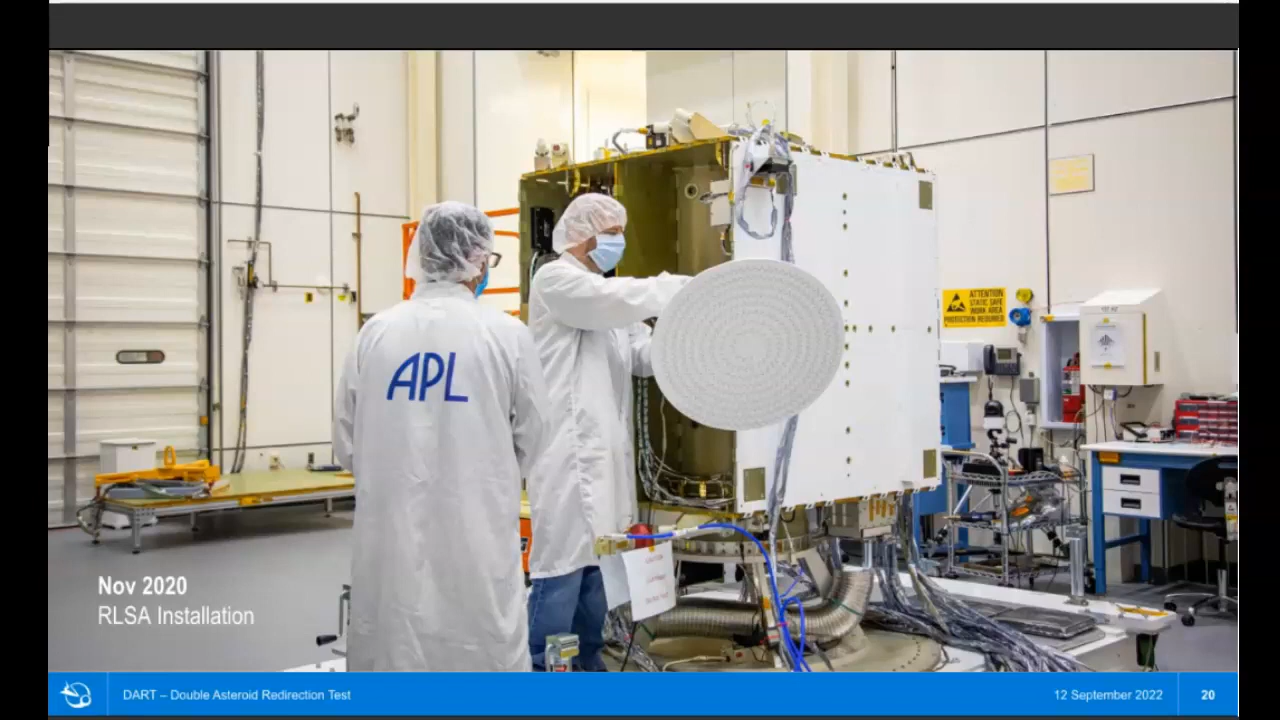 ATTENTION
STATIC SAFE
WORK AREA
PROTECTION REQUIRED
APL
Nov 2020
RLSA Installation
DART – Double Asteroid Redirection Test
12 September 2022
20